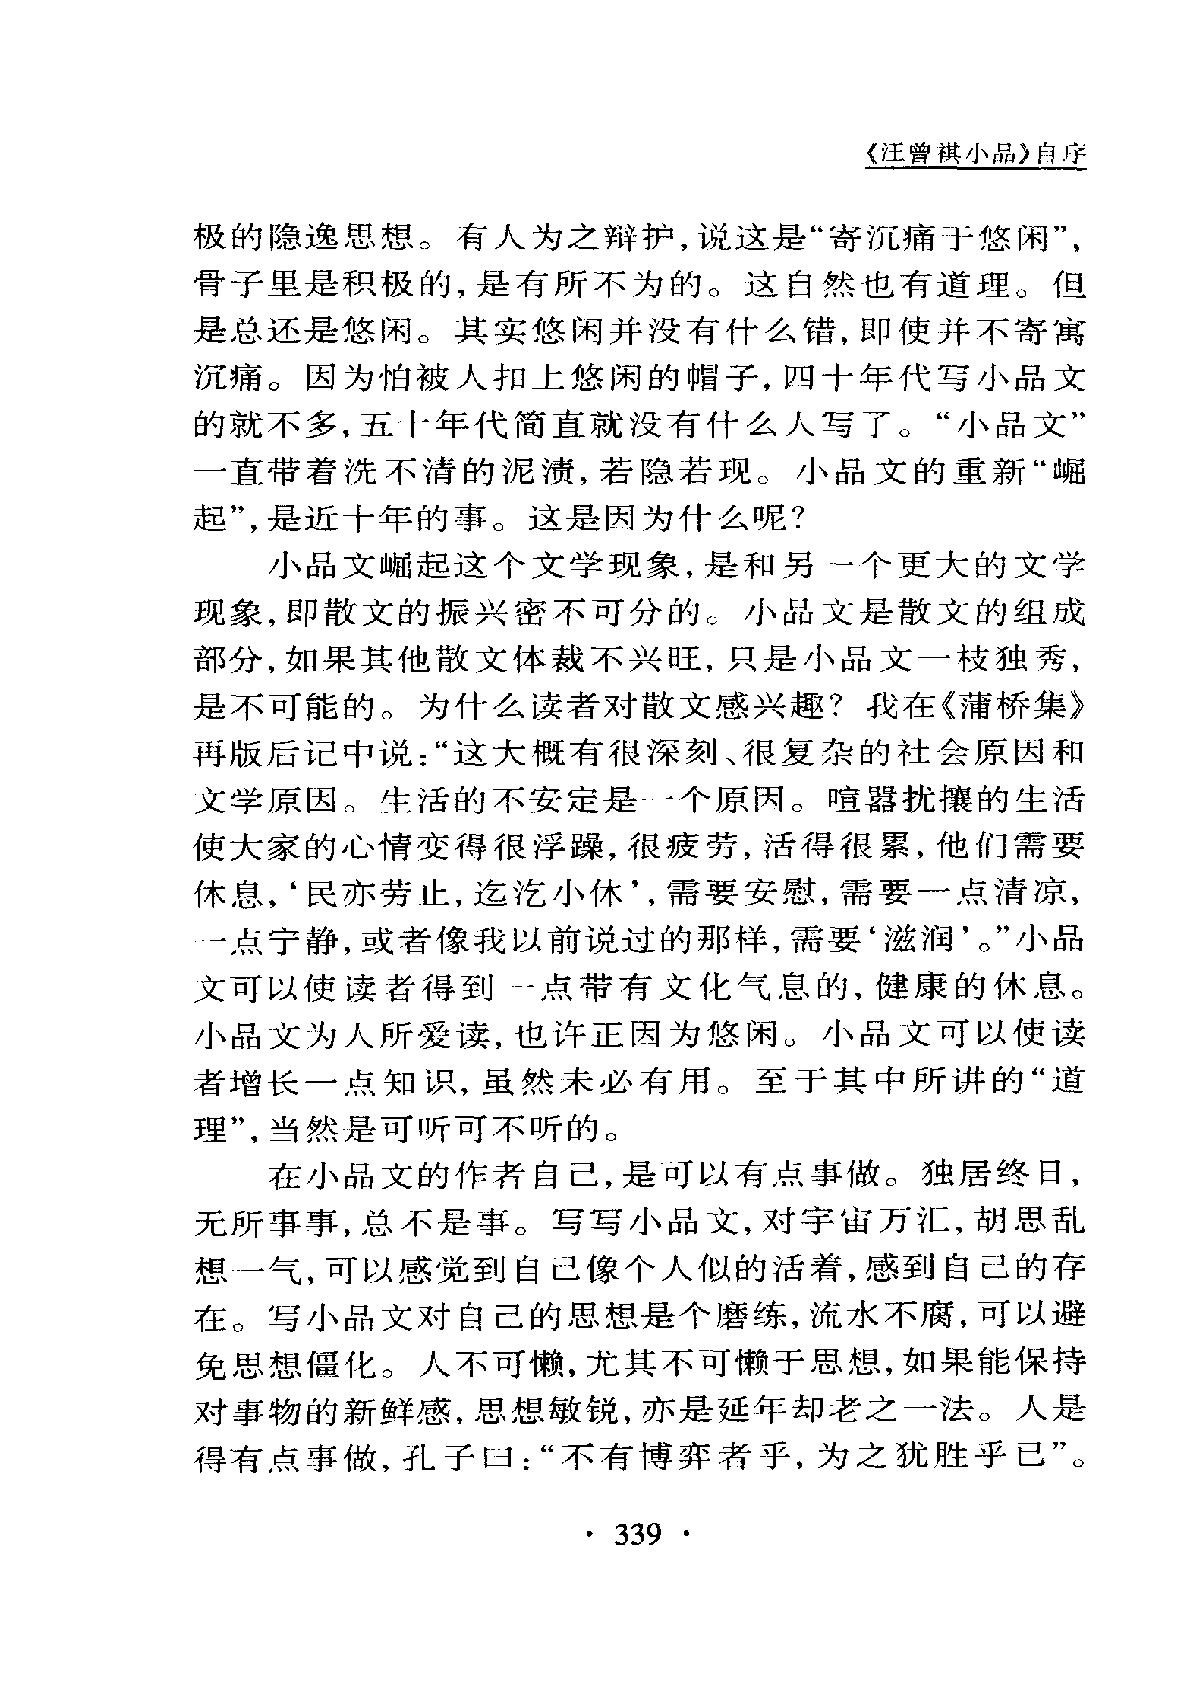 《汪曾祺小品》自序
极的隐逸思想。有人为之辩护,说这是“寄沉痛于悠闲”,
骨子里是积极的,是有所不为的。这自然也有道理。但
是总还是悠闲。其实悠闲并没有什么错,即使并不寄寓
沉痛。因为怕被人扣上悠闲的帽子,四十年代写小品文
的就不多,五十年代简直就没有什么人写了。“小品文”
一直带着洗不清的泥渍,若隐若现。小品文的重新“崛
起”,是近十年的事。这是因为什么呢?
小品文崛起这个文学现象,是和另一个更大的文学
现象,即散文的振兴密不可分的。小品文是散文的组成
部分,如果其他散文体裁不兴旺,只是小品文一枝独秀,
是不可能的。为什么读者对散文感兴趣?我在《蒲桥集》
再版后记中说:“这大概有很深刻、很复杂的社会原因和
文学原因。生活的不安定是一个原因。喧嚣扰攘的生活
使大家的心情变得很浮躁,很疲劳,活得很累,他们需要
休息,‘民亦劳止,迄汔小休’,需要安慰,需要一点清凉,
一点宁静,或者像我以前说过的那样,需要‘滋润’。”小品
文可以使读者得到一点带有文化气息的,健康的休息。
小品文为人所爱读,也许正因为悠闲。小品文可以使读
者增长一点知识,虽然未必有用。至于其中所讲的“道
理”,当然是可听可不听的。
在小品文的作者自己,是可以有点事做。独居终日,
无所事事,总不是事。写写小品文,对宇宙万汇,胡思乱
想一气,可以感觉到自己像个人似的活着,感到自己的存
在。写小品文对自己的思想是个磨练,流水不腐,可以避
免思想僵化。人不可懒,尤其不可懒于思想,如果能保持
对事物的新鲜感,思想敏锐,亦是延年却老之一法。人是
得有点事做,孔子曰:“不有博弈者乎,为之犹胜乎已”。
· 339 ·